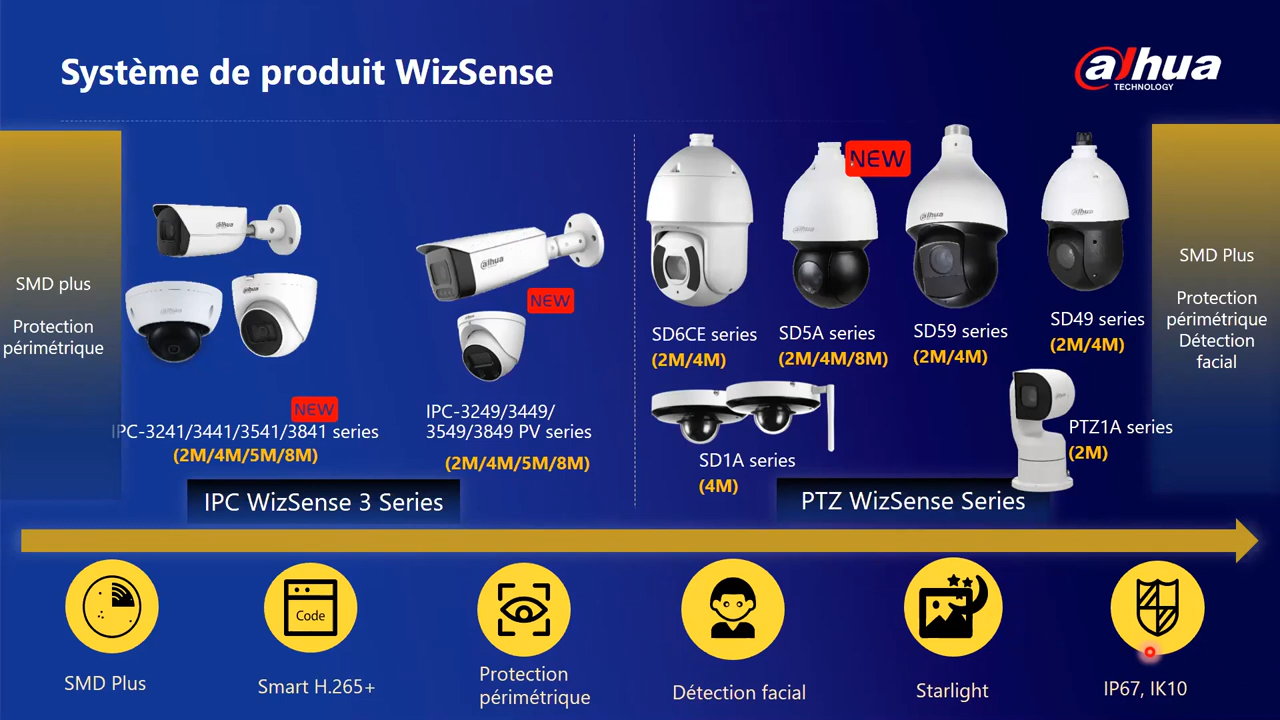 Système de produit WizSense
alhua
TECHNOLOGY
SMD plus
Protection
périmétrique
NEW
IPC-3241/3441/3541/3841 series
(2M/4M/5M/8M)
alhua
NEW
IPC-3249/3449/
3549/3849 PV series
(2M/4M/5M/8M)
IPC WizSense 3 Series
SD6CE series
(2M/4M)
NEW
SD5A series
(2M/4M/8M)
alhua
SD59 series
(2M/4M)
alhua
SD49 series
(2M/4M)
SD1A series
(4M)
PTZ1A series
(2M)
PTZ WizSense Series
SMD Plus
Protection
périmétrique
Détection
facial
SMD Plus
Code
Smart H.265+
Protection
périmétrique
Détection facial
Starlight
IP67, IK10